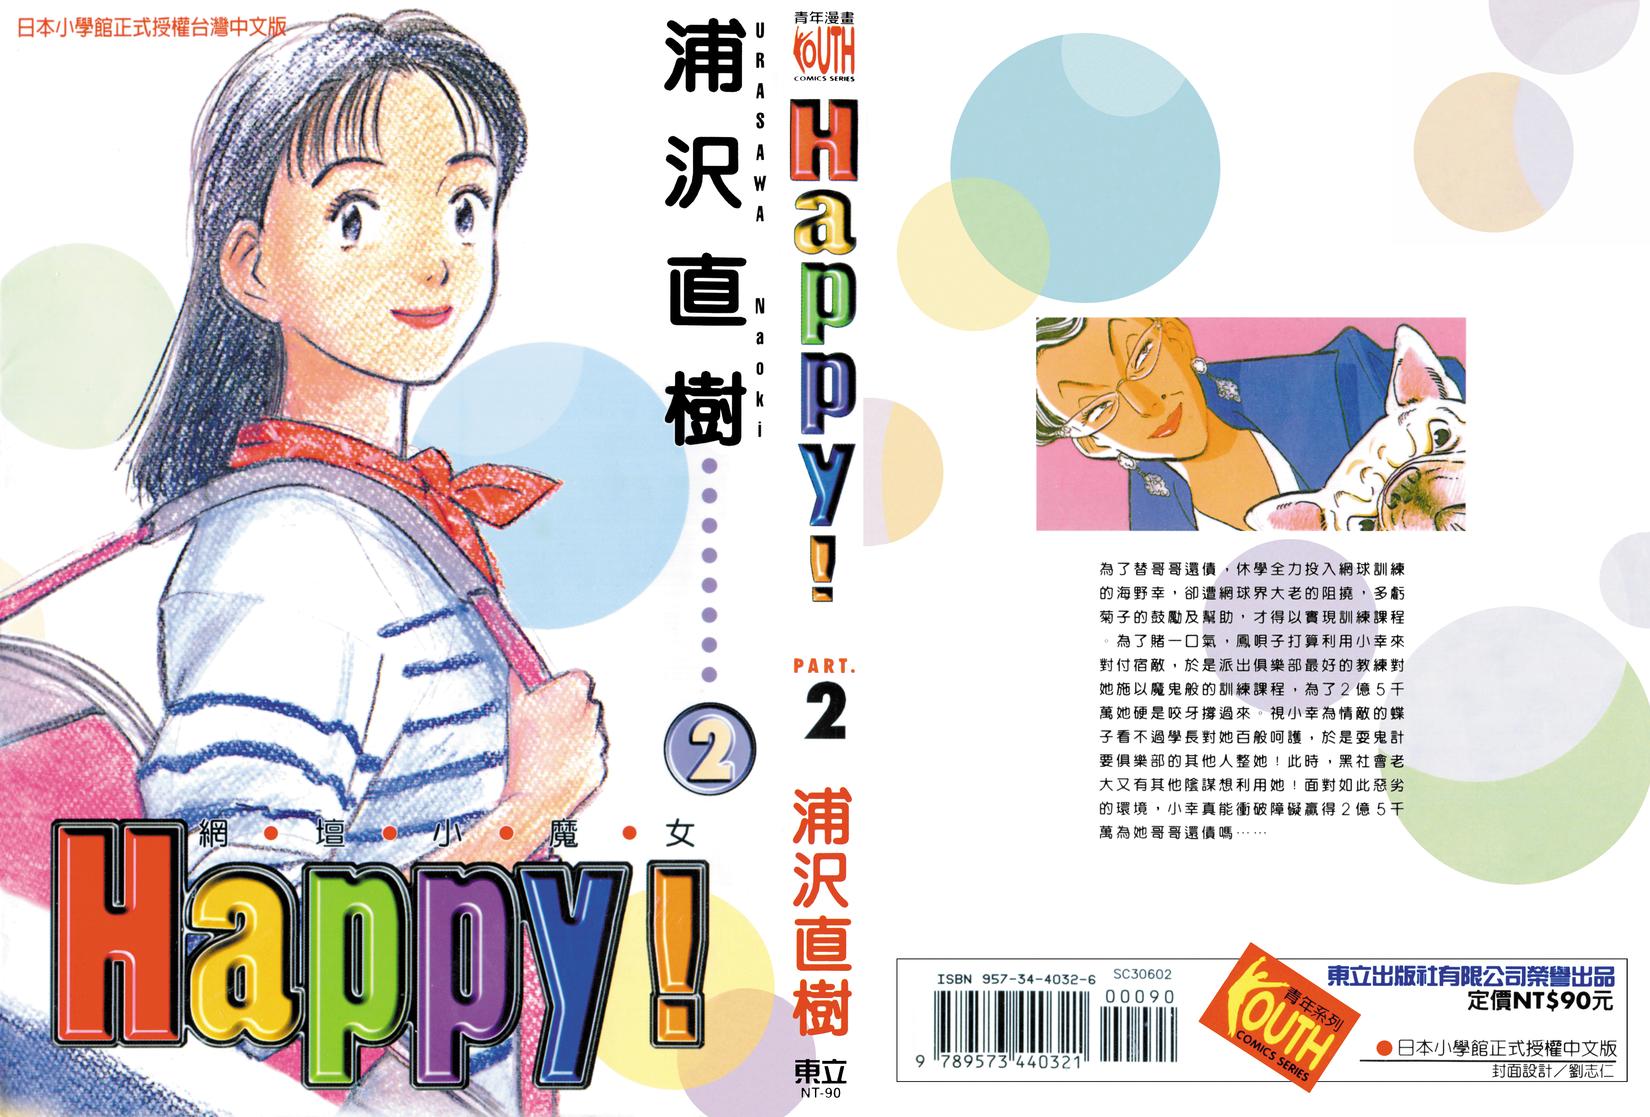 日本小學館正式授權台灣中文版
浦沢直樹
URASAWA Naoki
2
網・壇・小・魔・女
Happy!
青年漫畫
YOUTH
COMICS SERIES
Happy!
PART.
2
浦沢直樹
東立
NT-90
為了替哥哥還債，休學全力投入網球訓練
的海野幸，卻遭網球界大老的阻撓，多虧
菊子的鼓勵及幫助，才得以實現訓練課程
。為了賭一口氣，鳳唄子打算利用小幸來
對付宿敵，於是派出俱樂部最好的教練對
她施以魔鬼般的訓練課程，為了2億5千
萬她硬是咬牙撐過來。視小幸為情敵的蝶
子看不過學長對她百般呵護，於是耍鬼計
要俱樂部的其他人整她！此時，黑社會老
大又有其他陰謀想利用她！面對如此惡劣
的環境，小幸真能衝破障礙贏得2億5千
萬為她哥哥還債嗎⋯⋯
ISBN 957-34-4032-6
SC30602
00090
9 789573 440321
青年系列
YOUTH
COMICS SERIES
東立出版社有限公司榮譽出品
定價NT$90元
●日本小學館正式授權中文版
封面設計／劉志仁